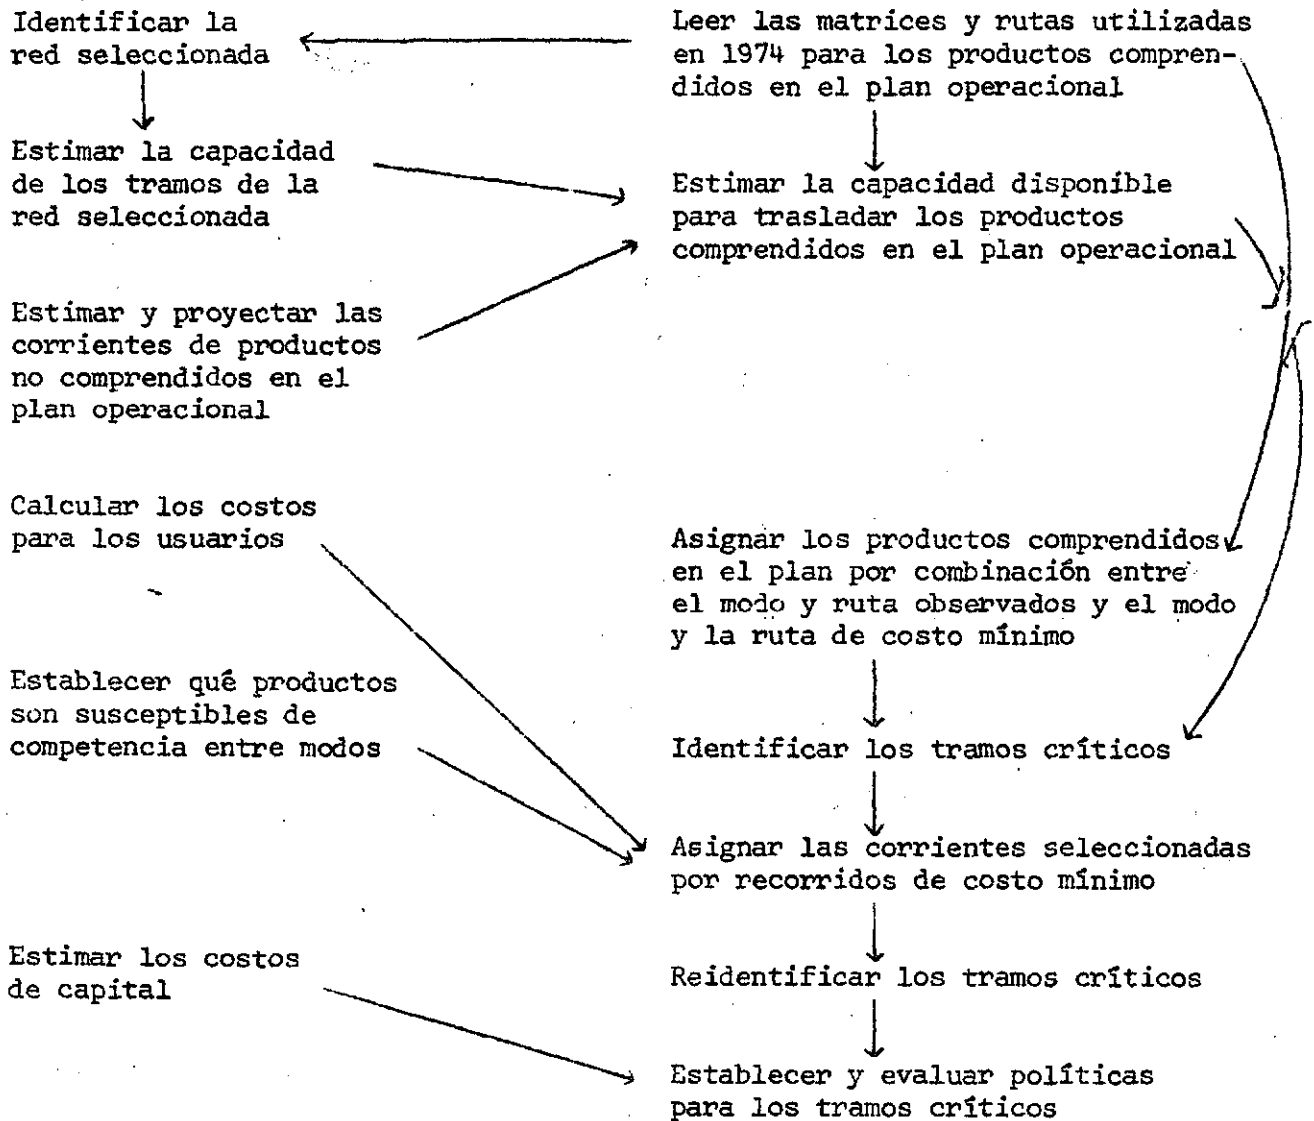 Identificar la
red seleccionada
Leer las matrices y rutas utilizadas
en 1974 para los productos compren-
didos en el plan operacional
Estimar la capacidad
de los tramos de la
red seleccionada
Estimar la capacidad disponible
para trasladar los productos
comprendidos en el plan operacional
Estimar y proyectar las
corrientes de productos
no comprendidos en el
plan operacional
Calcular los costos
para los usuarios
Asignar los productos comprendidos
en el plan por combinación entre
el modo y ruta observados y el modo
y la ruta de costo mínimo
Establecer qué productos
son susceptibles de
competencia entre modos
Identificar los tramos críticos
Asignar las corrientes seleccionadas
por recorridos de costo mínimo
Estimar los costos
de capital
Reidentificar los tramos críticos
Establecer y evaluar políticas
para los tramos críticos